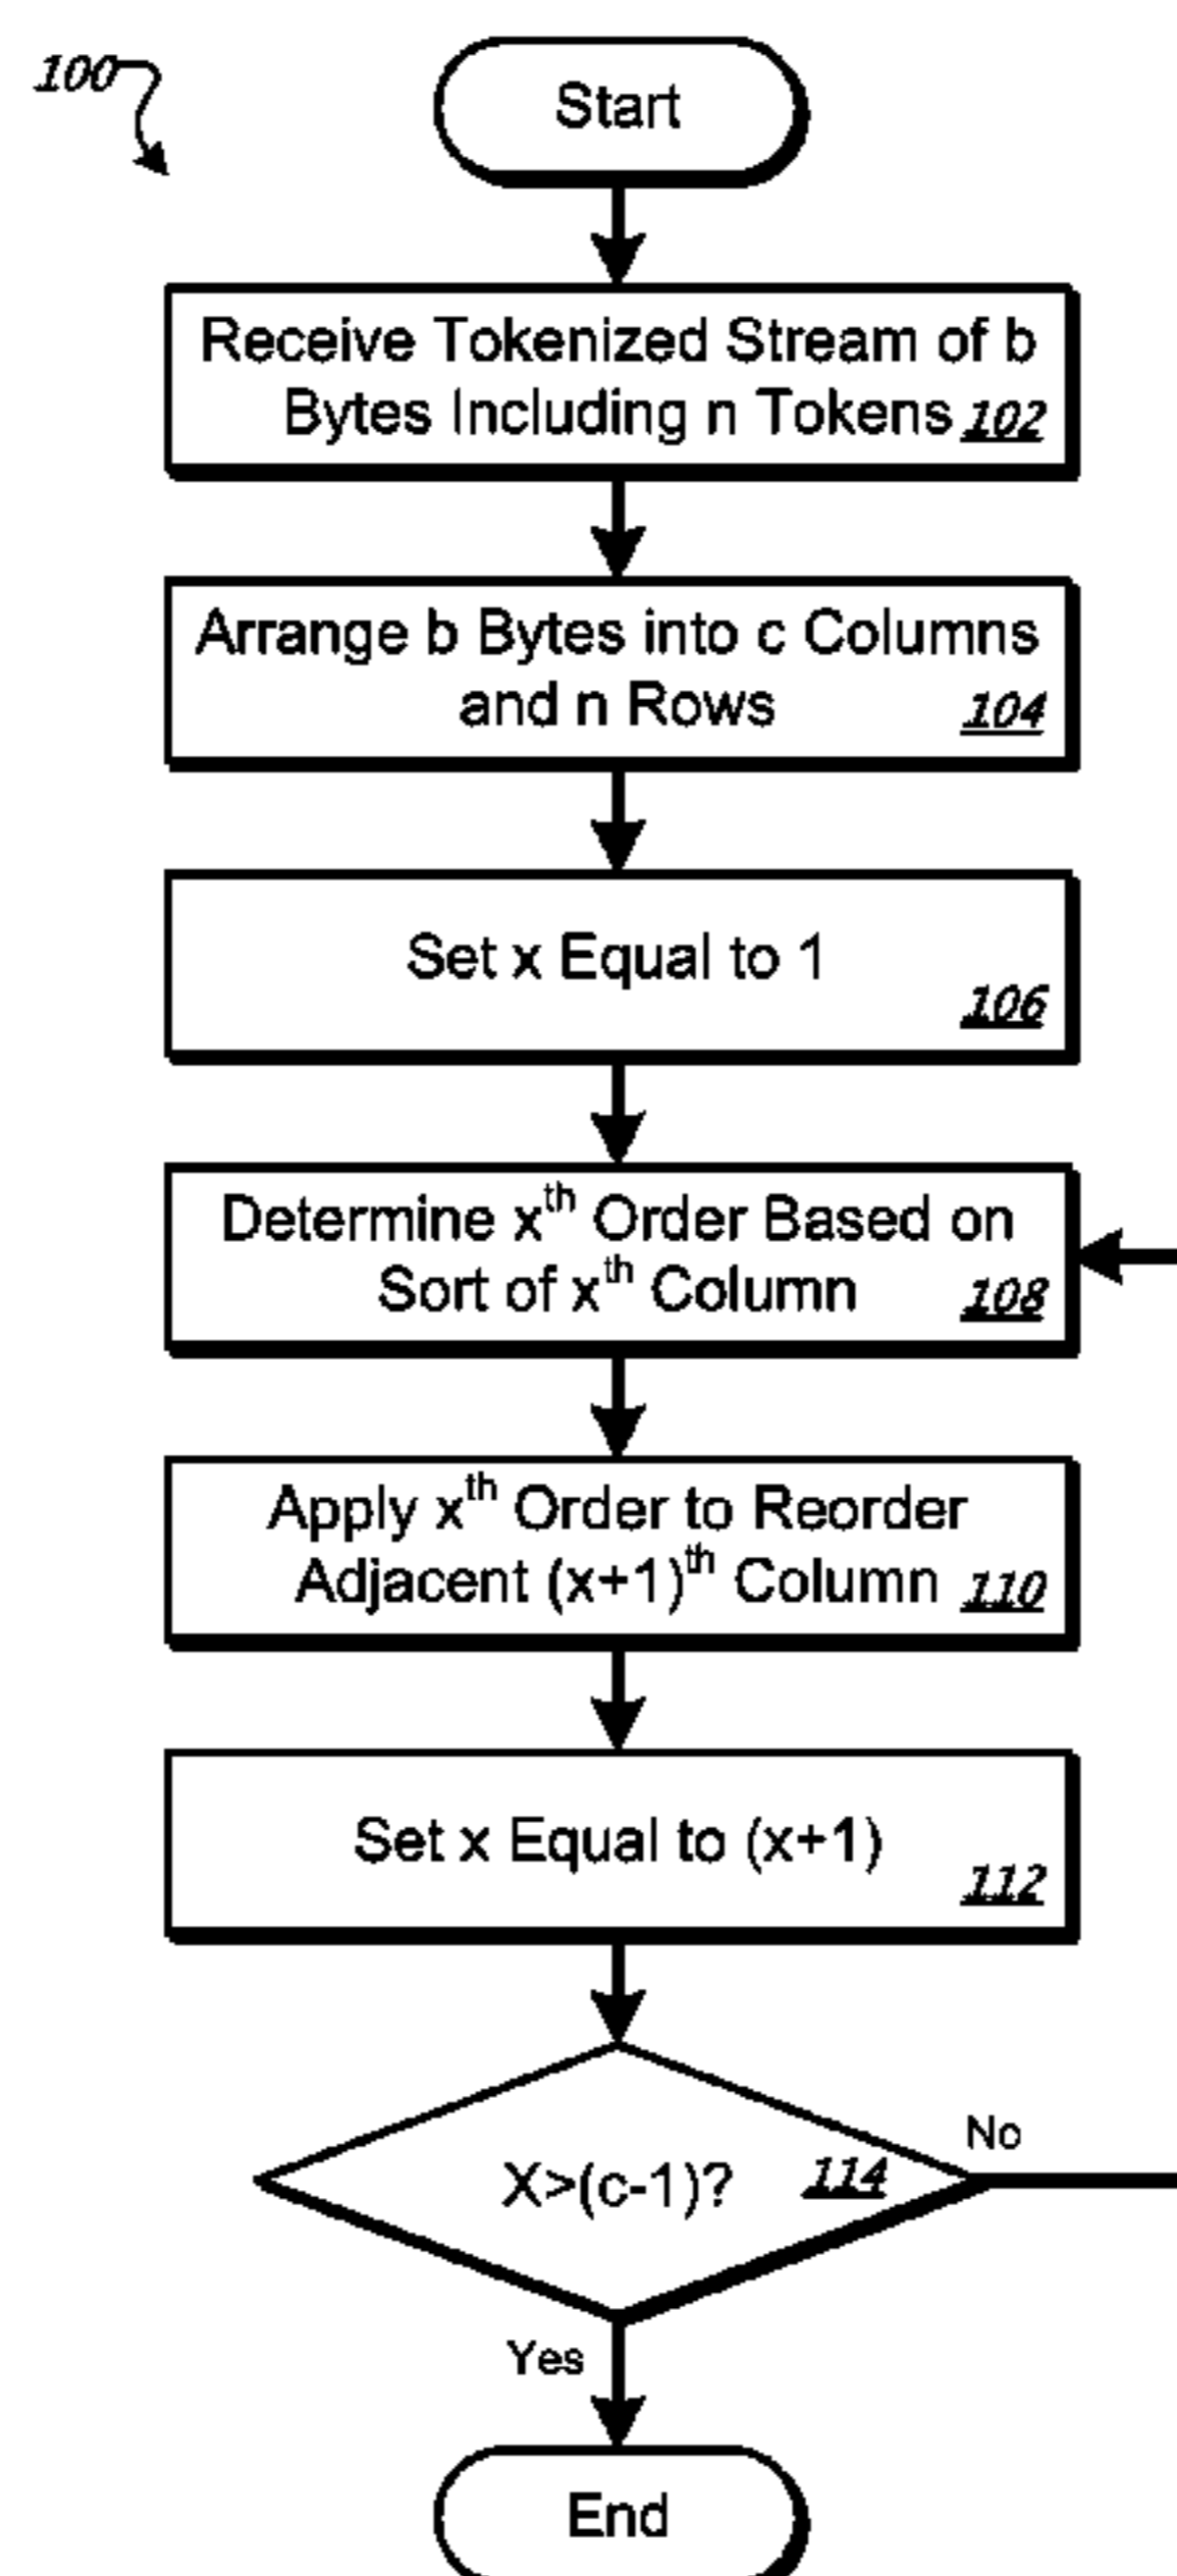 100
Start
Receive Tokenized Stream of b
Bytes Including n Tokens 102
Arrange b Bytes into c Columns
and n Rows 104
Set x Equal to 1
106
Determine xth Order Based on
Sort of xth Column 108
Apply xth Order to Reorder
Adjacent (x+1)th Column 110
Set x Equal to (x+1)
112
No
X>(c-1)? 114
Yes
End